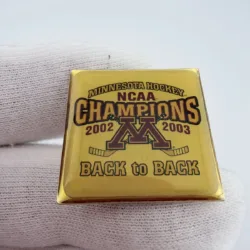 MINNESOTA HOCKEY
NCAA
CHAMPIONS
2002 M 2003
BACK to BACK